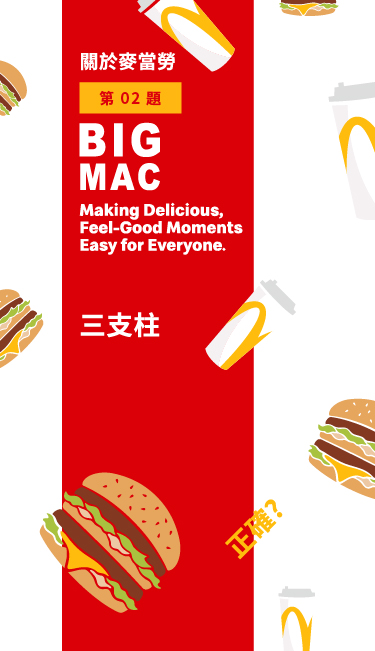 關於麥當勞
第 02 題
BIG
MAC
Making Delicious,
Feel-Good Moments
Easy for Everyone.
三支柱
正確?